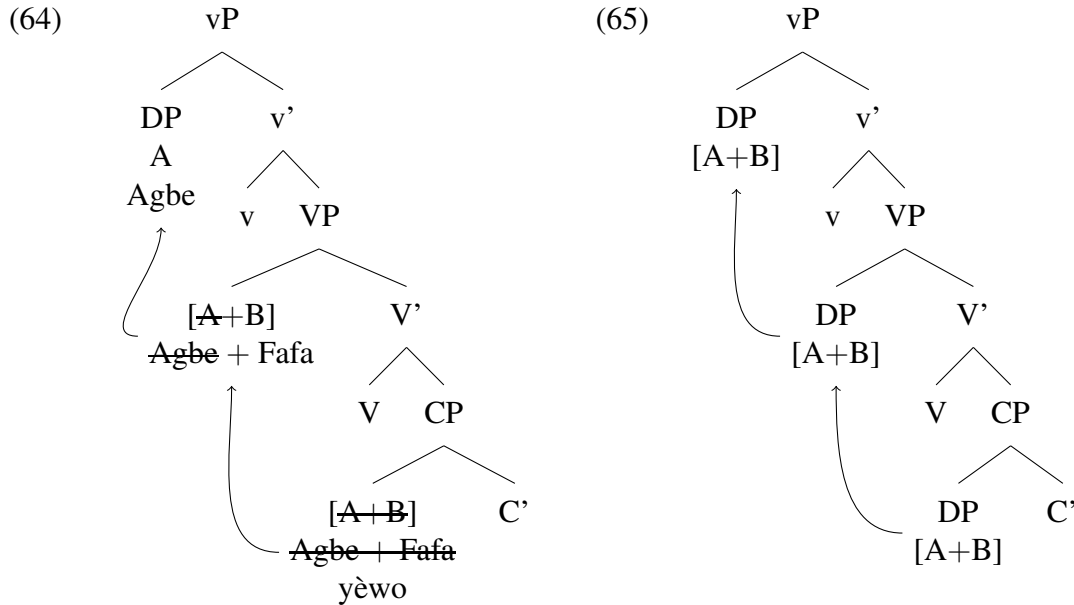 (64) vP (65) vP
DP v’ DP v’
A [A+B]
Agbe v VP v VP
[A+B] V’ DP V’
Agbe + Fafa [A+B]
V CP V CP
[A+B] C’ DP C’
Agbe + Fafa [A+B]
yèwo